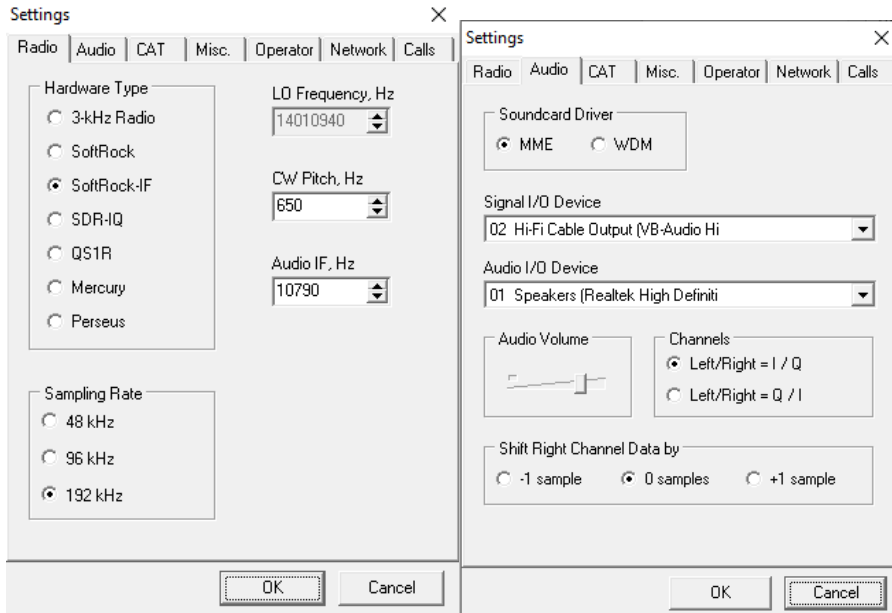 Settings
Radio Audio CAT Misc. Operator Network Calls
Hardware Type
3-kHz Radio
SoftRock
SoftRock-IF
SDR-IQ
QS1R
Mercury
Perseus
LO Frequency, Hz
14010940
CW Pitch, Hz
650
Audio IF, Hz
10790
Sampling Rate
48 kHz
96 kHz
192 kHz
OK Cancel
Settings
Radio Audio CAT Misc. Operator Network Calls
Soundcard Driver
MME WDM
Signal I/O Device
02 Hi-Fi Cable Output (VB-Audio Hi
Audio I/O Device
01 Speakers (Realtek High Definiti
Audio Volume
Channels
Left/Right = I / Q
Left/Right = Q / I
Shift Right Channel Data by
-1 sample 0 samples +1 sample
OK Cancel